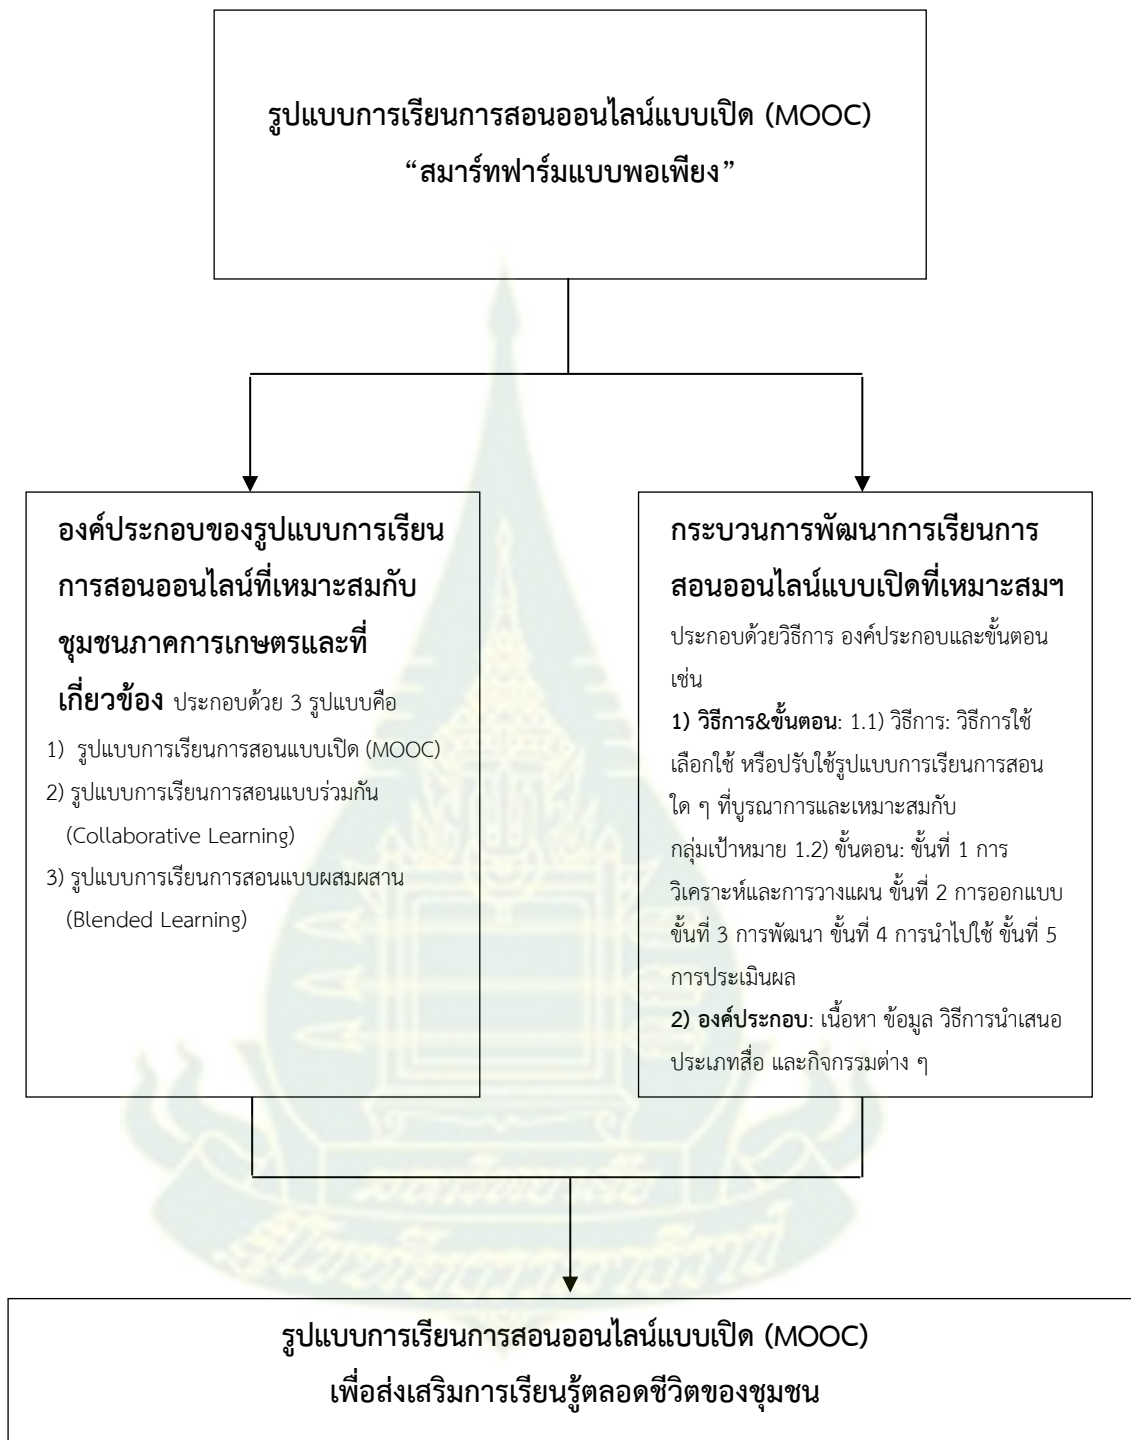 รูปแบบการเรียนการสอนออนไลน์แบบเปิด (MOOC)
“สมาร์ทฟาร์มแบบพอเพียง”
องค์ประกอบของรูปแบบการเรียน
การสอนออนไลน์ที่เหมาะสมกับ
ชุมชนภาคการเกษตรและที่
เกี่ยวข้อง ประกอบด้วย 3 รูปแบบคือ
1) รูปแบบการเรียนการสอนแบบเปิด (MOOC)
2) รูปแบบการเรียนการสอนแบบร่วมกัน
(Collaborative Learning)
3) รูปแบบการเรียนการสอนแบบผสมผสาน
(Blended Learning)
กระบวนการพัฒนาการเรียนการ
สอนออนไลน์แบบเปิดที่เหมาะสมฯ
ประกอบด้วยวิธีการ องค์ประกอบและขั้นตอน
เช่น
1) วิธีการ&ขั้นตอน: 1.1) วิธีการ: วิธีการใช้
เลือกใช้ หรือปรับใช้รูปแบบการเรียนการสอน
ใด ๆ ที่บูรณาการและเหมาะสมกับ
กลุ่มเป้าหมาย 1.2) ขั้นตอน: ขั้นที่ 1 การ
วิเคราะห์และการวางแผน ขั้นที่ 2 การออกแบบ
ขั้นที่ 3 การพัฒนา ขั้นที่ 4 การนำไปใช้ ขั้นที่ 5
การประเมินผล
2) องค์ประกอบ: เนื้อหา ข้อมูล วิธีการนำเสนอ
ประเภทสื่อ และกิจกรรมต่าง ๆ
มหาวิทยาลัย
สุโขทัยธรรมาธิราช
รูปแบบการเรียนการสอนออนไลน์แบบเปิด (MOOC)
เพื่อส่งเสริมการเรียนรู้ตลอดชีวิตของชุมชน